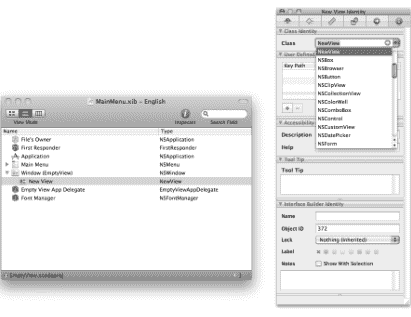 MainMenu.xib – English
View Mode
Inspector
Search Field
Name
Type
File's Owner
NSApplication
First Responder
FirstResponder
Application
NSApplication
Main Menu
NSMenu
Window (EmptyView)
NSWindow
New View
NewView
Empty View App Delegate
EmptyViewAppDelegate
Font Manager
NSFontManager
EmptyView.xcodeproj
New View Identity
Class Identity
Class
NewView
User Defined
Key Path
NewView
NSBox
NSBrowser
NSButton
NSClipView
NSCollectionView
NSColorWell
NSComboBox
NSControl
NSCustomView
NSDatePicker
NSForm
Accessibility
Description
Help
Tool Tip
Tool Tip
Interface Builder Identity
Name
Object ID
372
Lock
Nothing (Inherited)
Label
Notes
Show With Selection